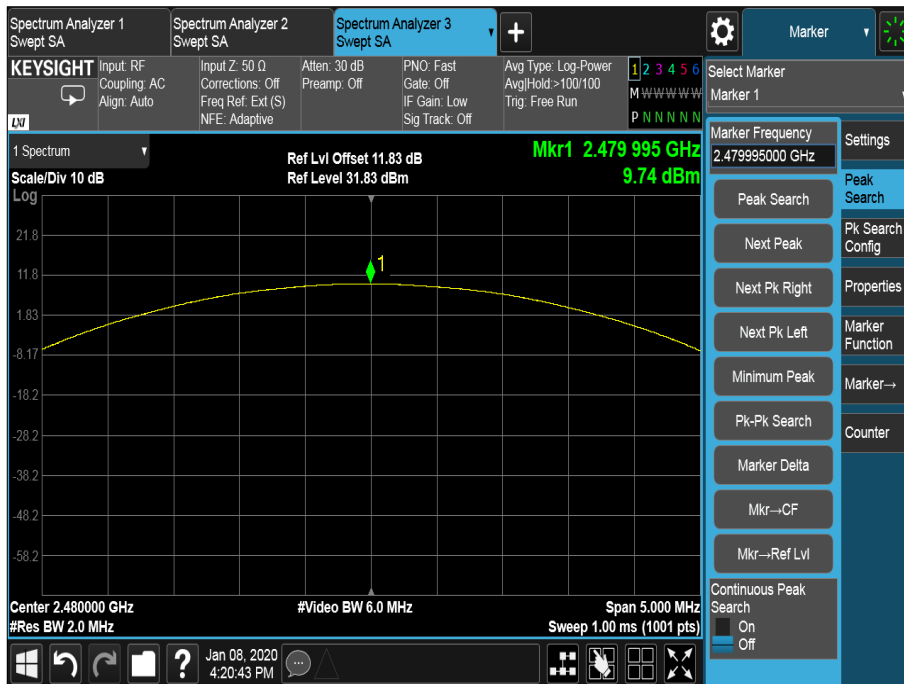 Spectrum Analyzer 1
Swept SA
Spectrum Analyzer 2
Swept SA
Spectrum Analyzer 3
Swept SA
+
Marker
KEYSIGHT
LXI
Input: RF
Coupling: AC
Align: Auto
Input Z: 50 Ω
Corrections: Off
Freq Ref: Ext (S)
NFE: Adaptive
Atten: 30 dB
Preamp: Off
PNO: Fast
Gate: Off
IF Gain: Low
Sig Track: Off
Avg Type: Log-Power
Avg|Hold:>100/100
Trig: Free Run
1 2 3 4 5 6
M W W W W W
P N N N N N
Select Marker
Marker 1
1 Spectrum
Scale/Div 10 dB
Ref Lvl Offset 11.83 dB
Ref Level 31.83 dBm
Mkr1 2.479 995 GHz
9.74 dBm
Log
21.8
11.8
1.83
-8.17
-18.2
-28.2
-38.2
-48.2
-58.2
1
Center 2.480000 GHz
#Res BW 2.0 MHz
#Video BW 6.0 MHz
Span 5.000 MHz
Sweep 1.00 ms (1001 pts)
Marker Frequency
2.479995000 GHz
Peak Search
Next Peak
Next Pk Right
Next Pk Left
Minimum Peak
Pk-Pk Search
Marker Delta
Mkr→CF
Mkr→Ref Lvl
Continuous Peak
Search
On
Off
Settings
Peak
Search
Pk Search
Config
Properties
Marker
Function
Marker→
Counter
?
Jan 08, 2020
4:20:43 PM